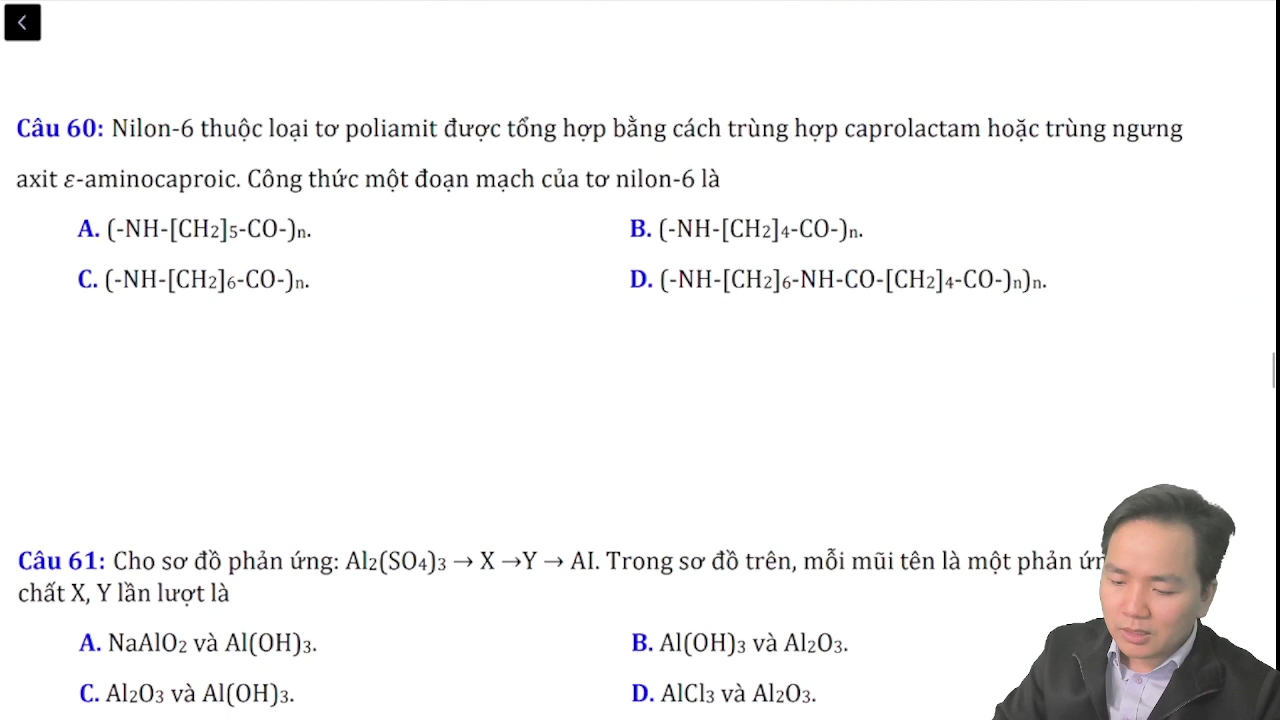 Câu 60: Nilon-6 thuộc loại tơ poliamit được tổng hợp bằng cách trùng hợp caprolactam hoặc trùng ngưng
axit ε-aminocaproic. Công thức một đoạn mạch của tơ nilon-6 là
A. (-NH-[CH2]5-CO-)n. B. (-NH-[CH2]4-CO-)n.
C. (-NH-[CH2]6-CO-)n. D. (-NH-[CH2]6-NH-CO-[CH2]4-CO-)n)n.
Câu 61: Cho sơ đồ phản ứng: Al2(SO4)3 → X →Y → AI. Trong sơ đồ trên, mỗi mũi tên là một phản
chất X, Y lần lượt là
A. NaAlO2 và Al(OH)3. B. Al(OH)3 và Al2O3.
C. Al2O3 và Al(OH)3. D. AlCl3 và Al2O3.